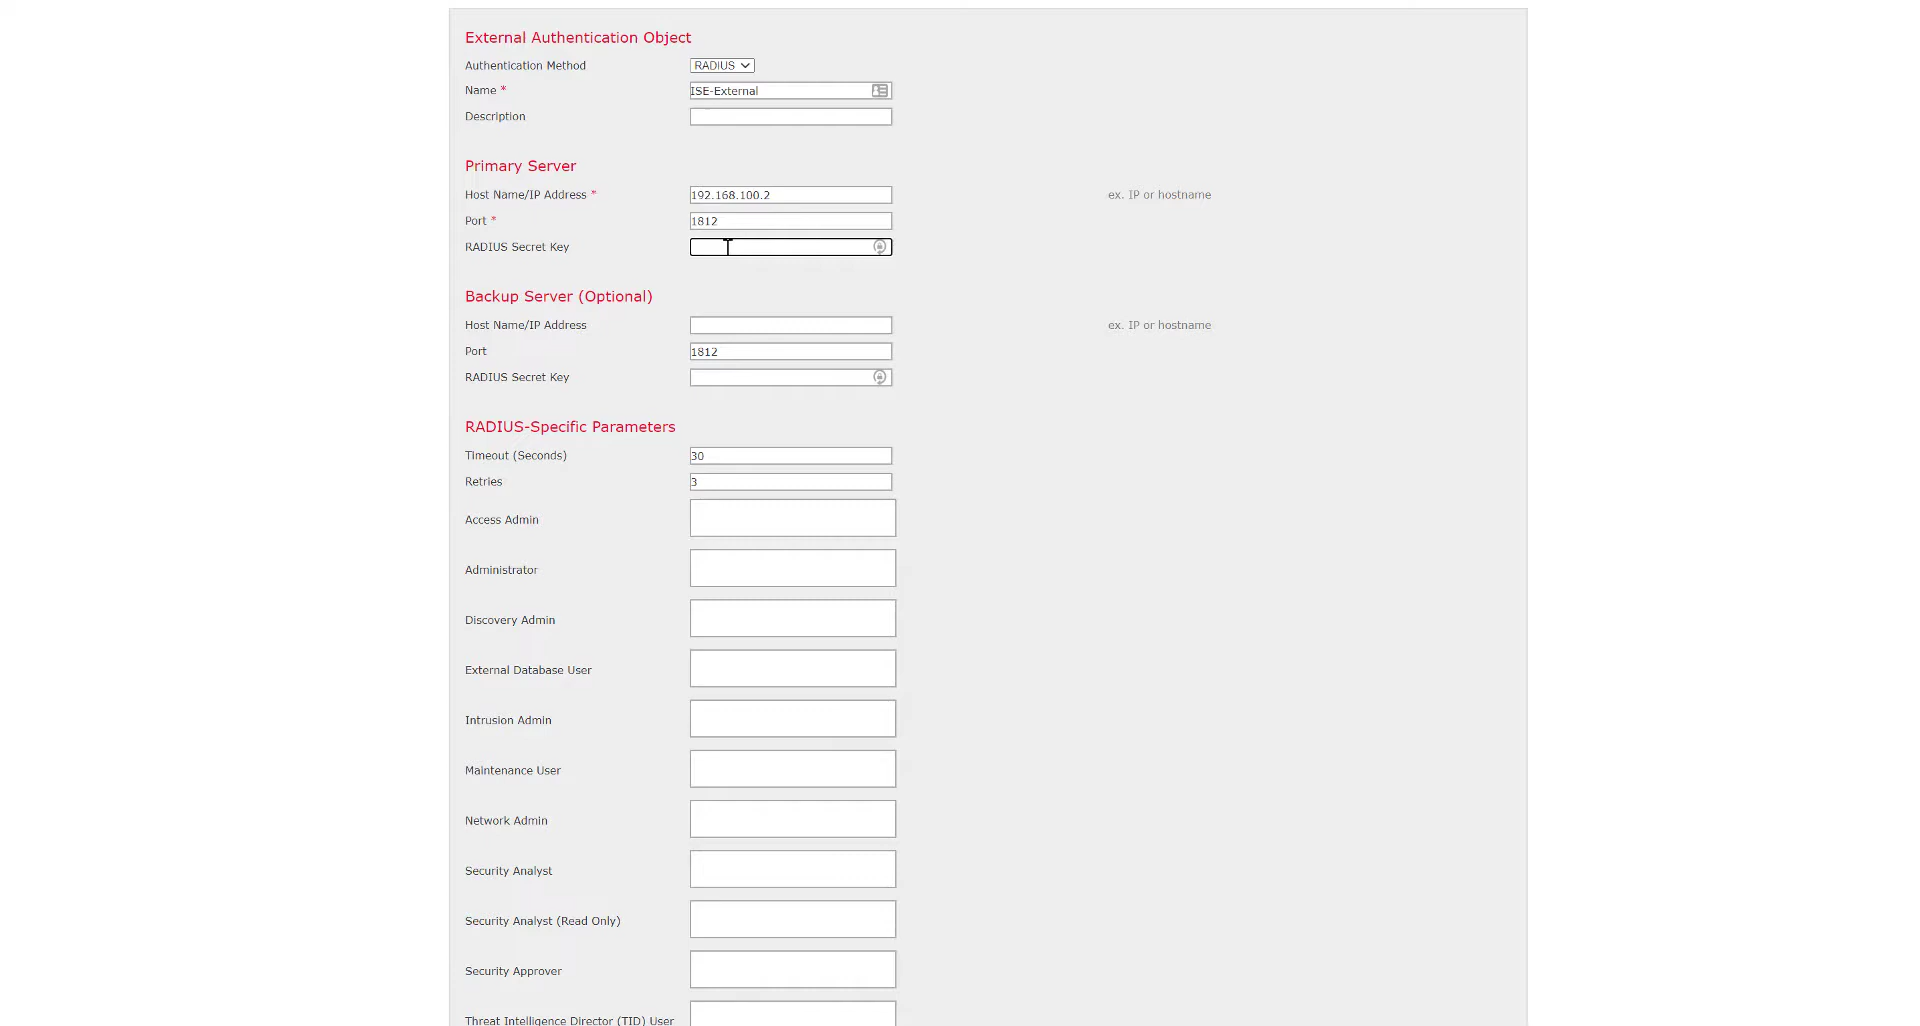 External Authentication Object
Authentication Method RADIUS
Name * ISE-External
Description
Primary Server
Host Name/IP Address * 192.168.100.2 ex. IP or hostname
Port * 1812
RADIUS Secret Key
Backup Server (Optional)
Host Name/IP Address ex. IP or hostname
Port 1812
RADIUS Secret Key
RADIUS-Specific Parameters
Timeout (Seconds) 30
Retries 3
Access Admin
Administrator
Discovery Admin
External Database User
Intrusion Admin
Maintenance User
Network Admin
Security Analyst
Security Analyst (Read Only)
Security Approver
Threat Intelligence Director (TID) User